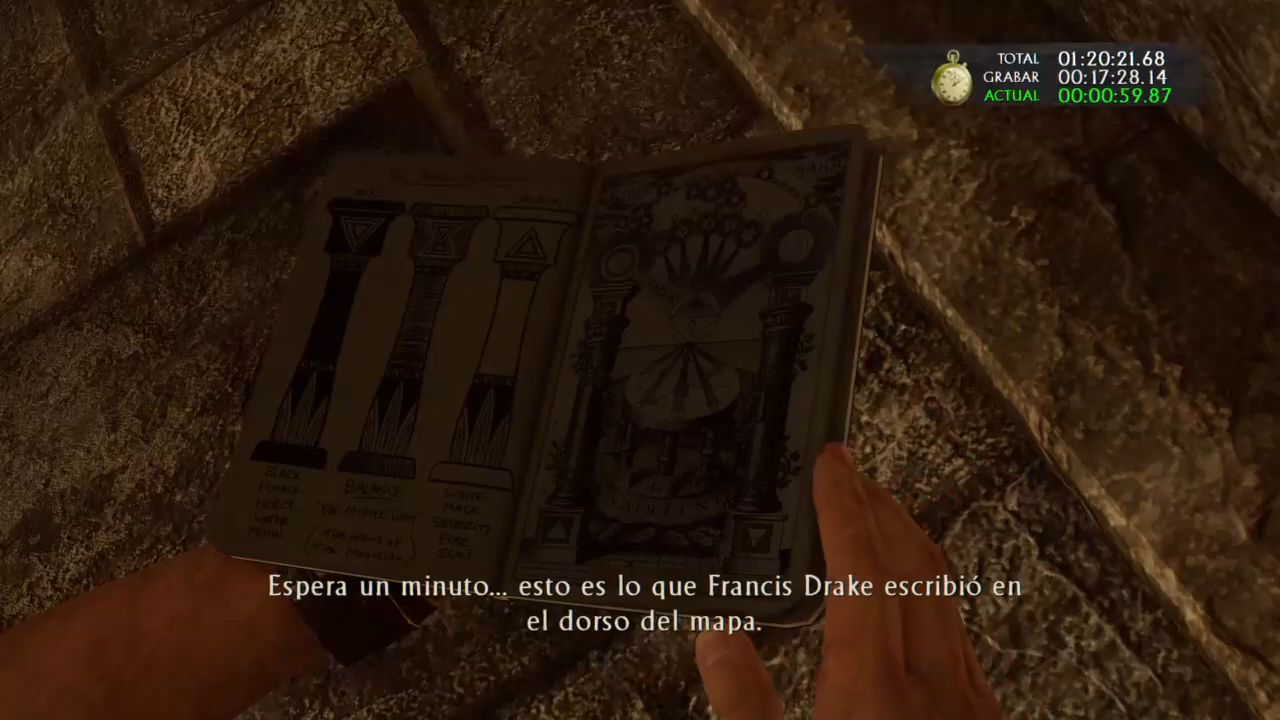 TOTAL 01:20:21.68
GRABAR 00:17:28.14
ACTUAL 00:00:59.87
BLACK
FEMALE
MERCY
WATER
MOON
BALANCE
"THE MIDDLE WAY"
WHITE
MALE
SEVERITY
FIRE
SUN
Espera un minuto... esto es lo que Francis Drake escribió en
el dorso del mapa.